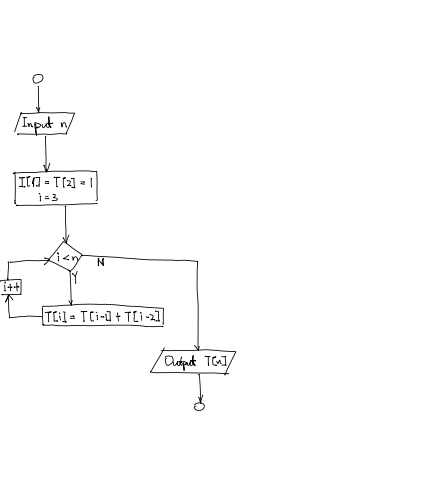 Input n
T[1] = T[2] = 1
i = 3
i < n
N
Y
i++
T[i] = T[i-1] + T[i-2]
Output T[n]